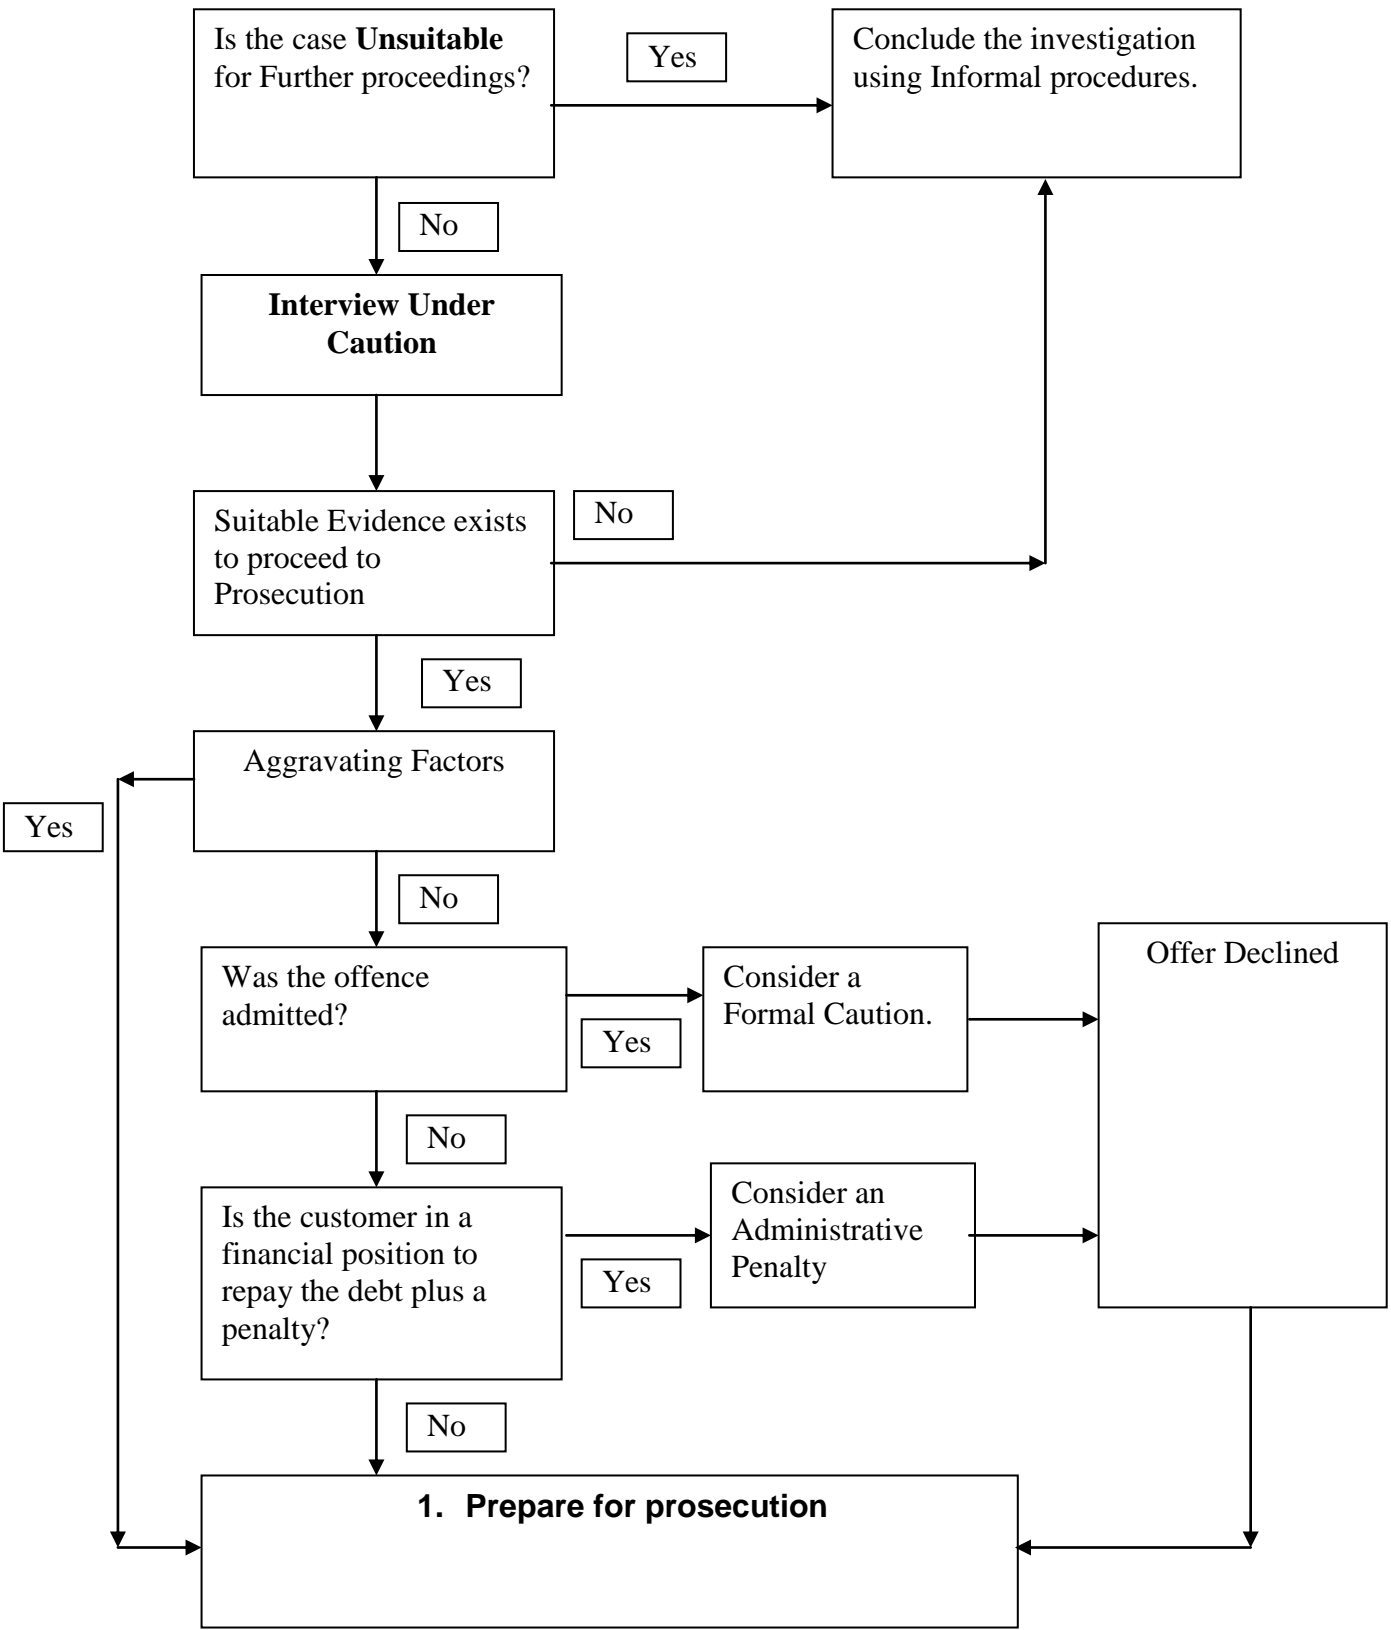 Is the case Unsuitable
for Further proceedings?
Yes
Conclude the investigation
using Informal procedures.
No
Interview Under
Caution
Suitable Evidence exists
to proceed to
Prosecution
No
Yes
Aggravating Factors
Yes
No
Was the offence
admitted?
Yes
Consider a
Formal Caution.
Offer Declined
No
Is the customer in a
financial position to
repay the debt plus a
penalty?
Yes
Consider an
Administrative
Penalty
No
1. Prepare for prosecution